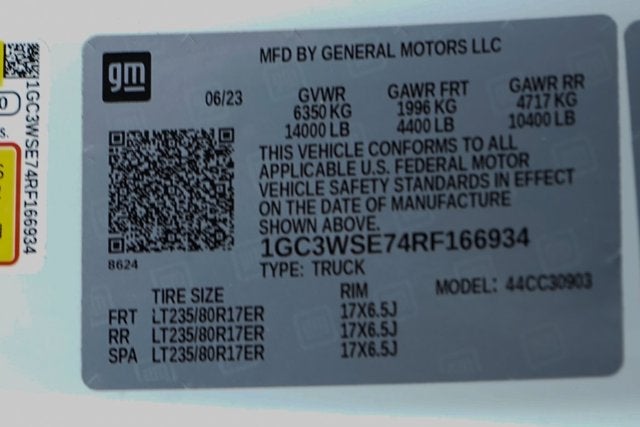 gm
MFD BY GENERAL MOTORS LLC
06/23
GVWR GAWR FRT GAWR RR
6350 KG 1996 KG 4717 KG
14000 LB 4400 LB 10400 LB
THIS VEHICLE CONFORMS TO ALL
APPLICABLE U.S. FEDERAL MOTOR
VEHICLE SAFETY STANDARDS IN EFFECT
ON THE DATE OF MANUFACTURE
SHOWN ABOVE.
1GC3WSE74RF166934
8624
TYPE: TRUCK
MODEL: 44CC30903
TIRE SIZE RIM
FRT LT235/80R17ER 17X6.5J
RR LT235/80R17ER 17X6.5J
SPA LT235/80R17ER 17X6.5J
1GC3WSE74RF166934